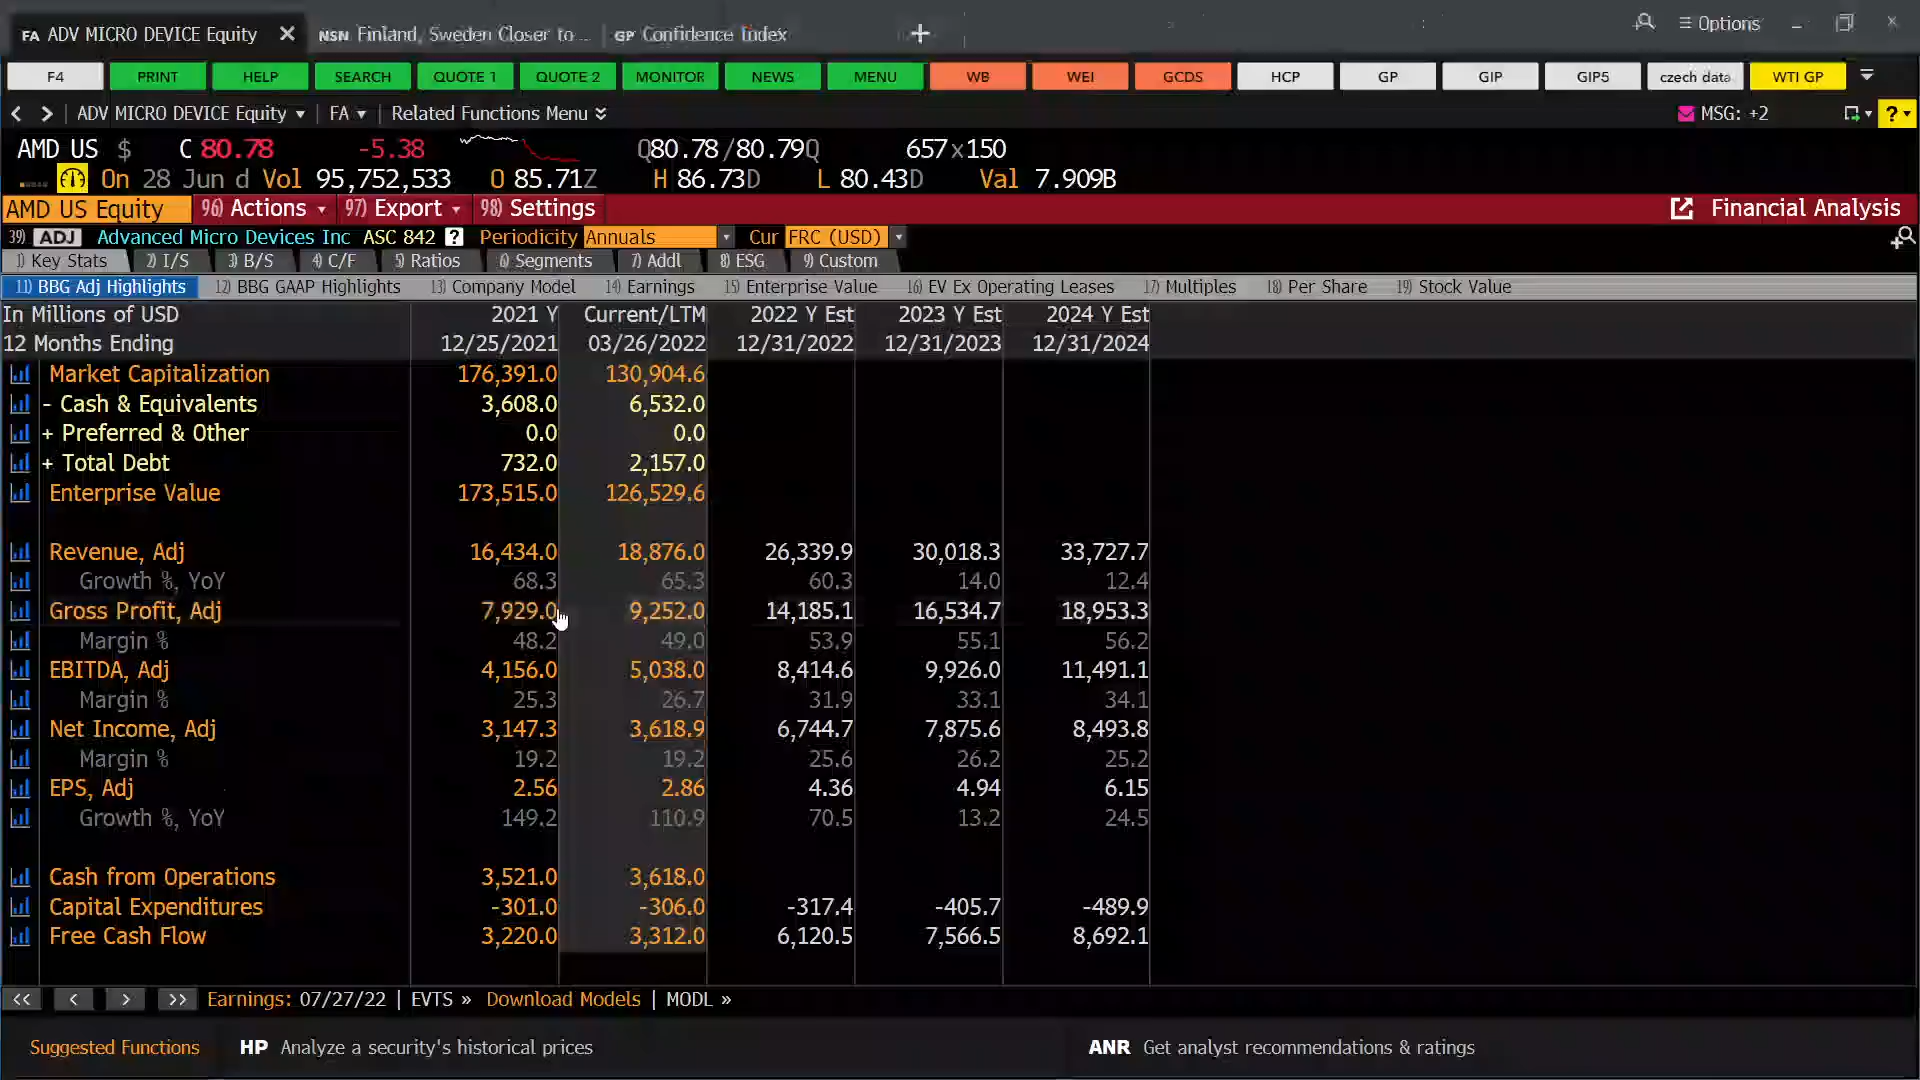 FA ADV MICRO DEVICE Equity × NSN Finland, Sweden Closer to ... GP Confidence Index + Options
F4 PRINT HELP SEARCH QUOTE 1 QUOTE 2 MONITOR NEWS MENU WB WEI GCDS HCP GP GIP GIP5 czech data WTI GP
< > ADV MICRO DEVICE Equity FA Related Functions Menu MSG: +2 ?
AMD US $ C 80.78 -5.38 Q80.78/80.79Q 657x150
On 28 Jun d Vol 95,752,533 O 85.71Z H 86.73D L 80.43D Val 7.909B
AMD US Equity 96) Actions 97) Export 98) Settings Financial Analysis
39) ADJ Advanced Micro Devices Inc ASC 842 ? Periodicity Annuals Cur FRC (USD)
1) Key Stats 2) I/S 3) B/S 4) C/F 5) Ratios 6) Segments 7) Addl 8) ESG 9) Custom
11) BBG Adj Highlights 12) BBG GAAP Highlights 13) Company Model 14) Earnings 15) Enterprise Value 16) EV Ex Operating Leases 17) Multiples 18) Per Share 19) Stock Value
In Millions of USD 2021 Y Current/LTM 2022 Y Est 2023 Y Est 2024 Y Est
12 Months Ending 12/25/2021 03/26/2022 12/31/2022 12/31/2023 12/31/2024
Market Capitalization 176,391.0 130,904.6
- Cash & Equivalents 3,608.0 6,532.0
+ Preferred & Other 0.0 0.0
+ Total Debt 732.0 2,157.0
Enterprise Value 173,515.0 126,529.6
Revenue, Adj 16,434.0 18,876.0 26,339.9 30,018.3 33,727.7
Growth %, YoY 68.3 65.3 60.3 14.0 12.4
Gross Profit, Adj 7,929.0 9,252.0 14,185.1 16,534.7 18,953.3
Margin % 48.2 49.0 53.9 55.1 56.2
EBITDA, Adj 4,156.0 5,038.0 8,414.6 9,926.0 11,491.1
Margin % 25.3 26.7 31.9 33.1 34.1
Net Income, Adj 3,147.3 3,618.9 6,744.7 7,875.6 8,493.8
Margin % 19.2 19.2 25.6 26.2 25.2
EPS, Adj 2.56 2.86 4.36 4.94 6.15
Growth %, YoY 149.2 110.9 70.5 13.2 24.5
Cash from Operations 3,521.0 3,618.0
Capital Expenditures -301.0 -306.0 -317.4 -405.7 -489.9
Free Cash Flow 3,220.0 3,312.0 6,120.5 7,566.5 8,692.1
<< < > >> Earnings: 07/27/22 | EVTS » Download Models | MODL »
Suggested Functions HP Analyze a security's historical prices ANR Get analyst recommendations & ratings